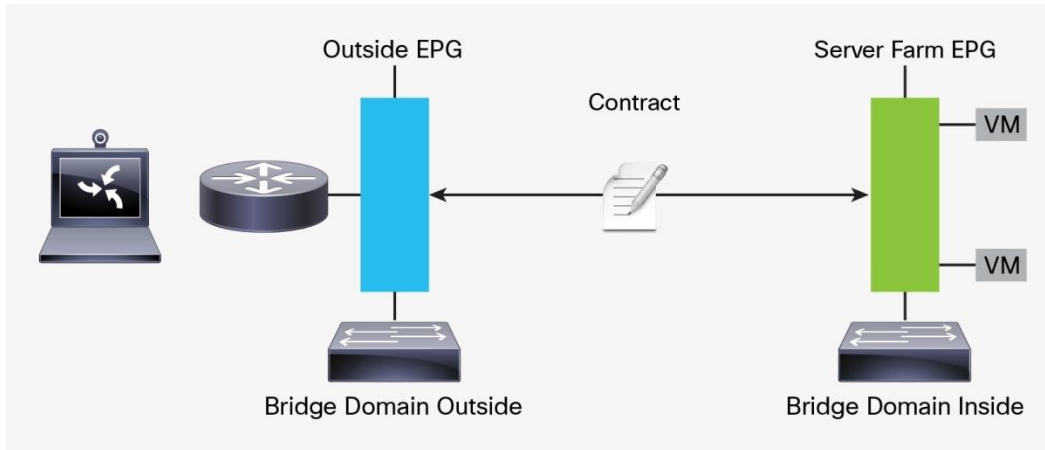 Outside EPG
Server Farm EPG
Contract
VM
VM
Bridge Domain Outside
Bridge Domain Inside